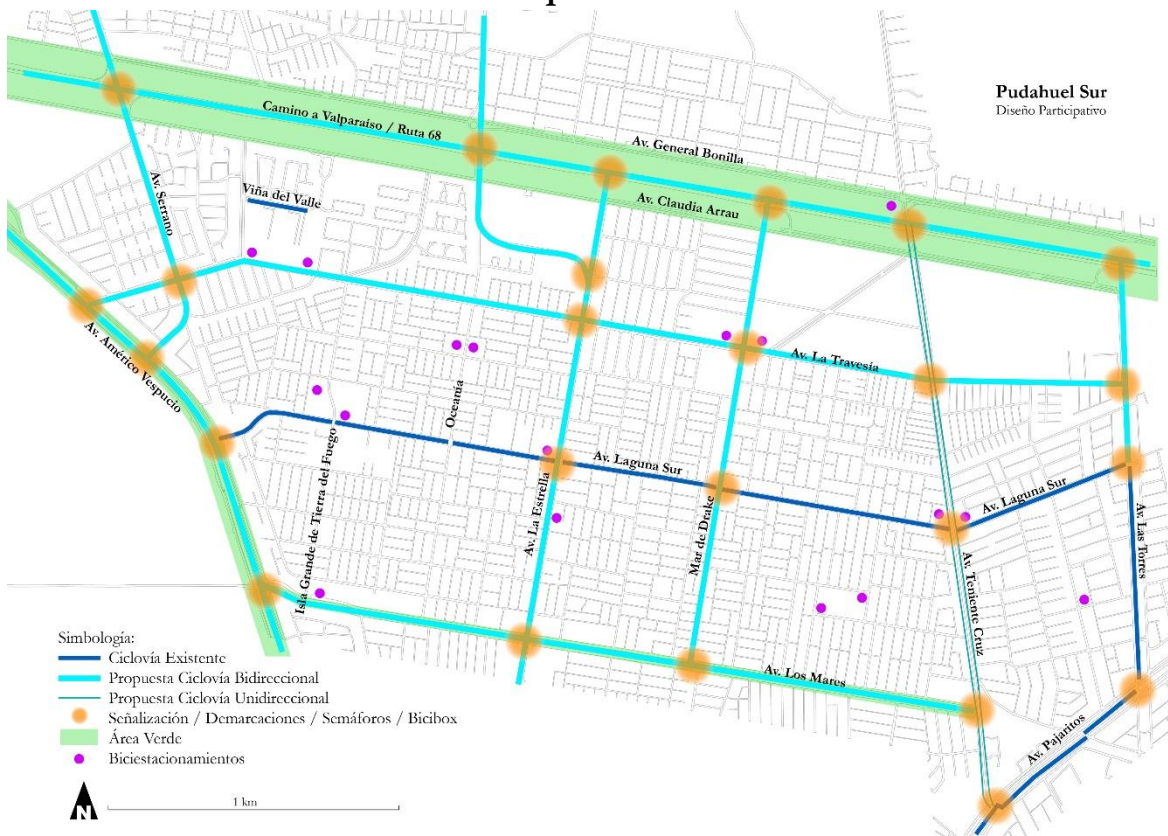 Pudahuel Sur
Diseño Participativo
Camino a Valparaíso / Ruta 68
Av. General Bonilla
Av. Claudia Arrau
Av. Serrano
Viña del Valle
Av. Américo Vespucio
Av. La Travesía
Oceanía
Isla Grande de Tierra del Fuego
Av. Laguna Sur
Av. La Estrella
Mar de Drake
Av. Laguna Sur
Av. Las Torres
Av. Teniente Cruz
Av. Los Mares
Av. Pajaritos
Simbología:
Ciclovía Existente
Propuesta Ciclovía Bidireccional
Propuesta Ciclovía Unidireccional
Señalización / Demarcaciones / Semáforos / Bicibox
Área Verde
Biciestacionamientos
N
1 km